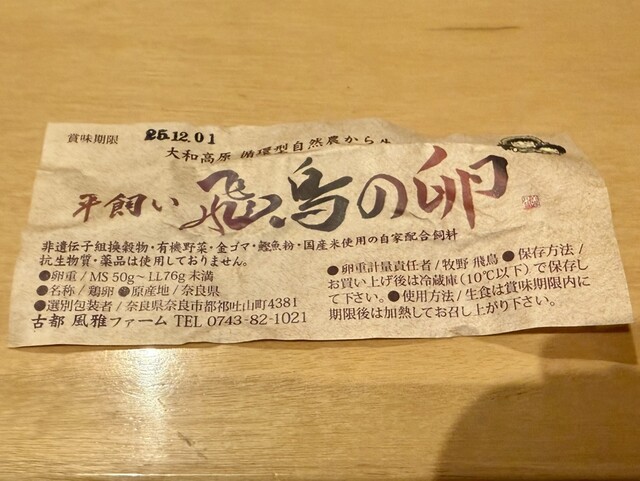 賞味期限 25.12.01
大和高原 循環型自然農から生
平飼い 飛鳥の卵
非遺伝子組換穀物・有機野菜・金ゴマ・鰹魚粉・国産米使用の自家配合飼料
抗生物質・薬品は使用しておりません。
●卵重/MS 50g〜LL76g 未満
●名称/鶏卵 ●原産地/奈良県
●選別包装者/奈良県奈良市都祁吐山町4381
古都 風雅ファーム TEL 0743-82-1021
●卵重計量責任者/牧野 飛鳥 ●保存方法/
お買い上げ後は冷蔵庫(10℃以下)で保存し
て下さい。●使用方法/生食は賞味期限内に
期限後は加熱してお召し上がり下さい。